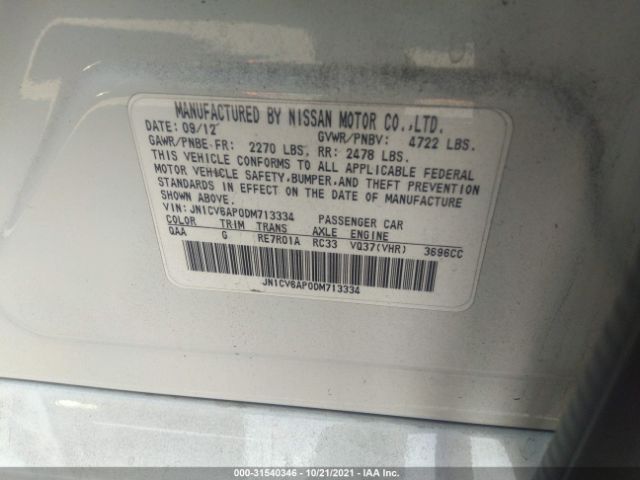 MANUFACTURED BY NISSAN MOTOR CO.,LTD.
DATE: 09/12 GVWR/PNBV: 4722 LBS.
GAWR/PNBE FR: 2270 LBS, RR: 2478 LBS.
THIS VEHICLE CONFORMS TO ALL APPLICABLE FEDERAL
MOTOR VEHICLE SAFETY,BUMPER,AND THEFT PREVENTION
STANDARDS IN EFFECT ON THE DATE OF MANUFACTURE
SHOWN ABOVE.
VIN: JN1CV6AP0DM713334 PASSENGER CAR
COLOR TRIM TRANS AXLE ENGINE
QAA G RE7R01A RC33 VQ37(VHR) 3696CC
JN1CV6AP0DM713334
000-31540346 | 10/21/2021 | IAA Inc.